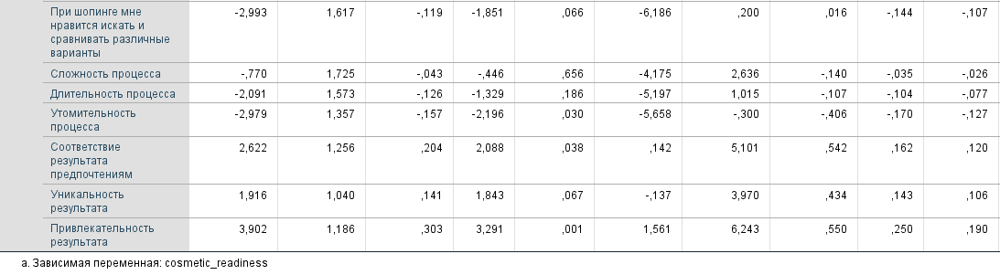 При шопинге мне -2,993 1,617 -,119 -1,851 ,066 -6,186 ,200 ,016 -,144 -,107
нравится искать и
сравнивать различные
варианты
Сложность процесса -,770 1,725 -,043 -,446 ,656 -4,175 2,636 -,140 -,035 -,026
Длительность процесса -2,091 1,573 -,126 -1,329 ,186 -5,197 1,015 -,107 -,104 -,077
Утомительность -2,979 1,357 -,157 -2,196 ,030 -5,658 -,300 -,406 -,170 -,127
процесса
Соответствие 2,622 1,256 ,204 2,088 ,038 ,142 5,101 ,542 ,162 ,120
результата
предпочтениям
Уникальность 1,916 1,040 ,141 1,843 ,067 -,137 3,970 ,434 ,143 ,106
результата
Привлекательность 3,902 1,186 ,303 3,291 ,001 1,561 6,243 ,550 ,250 ,190
результата
a. Зависимая переменная: cosmetic_readiness